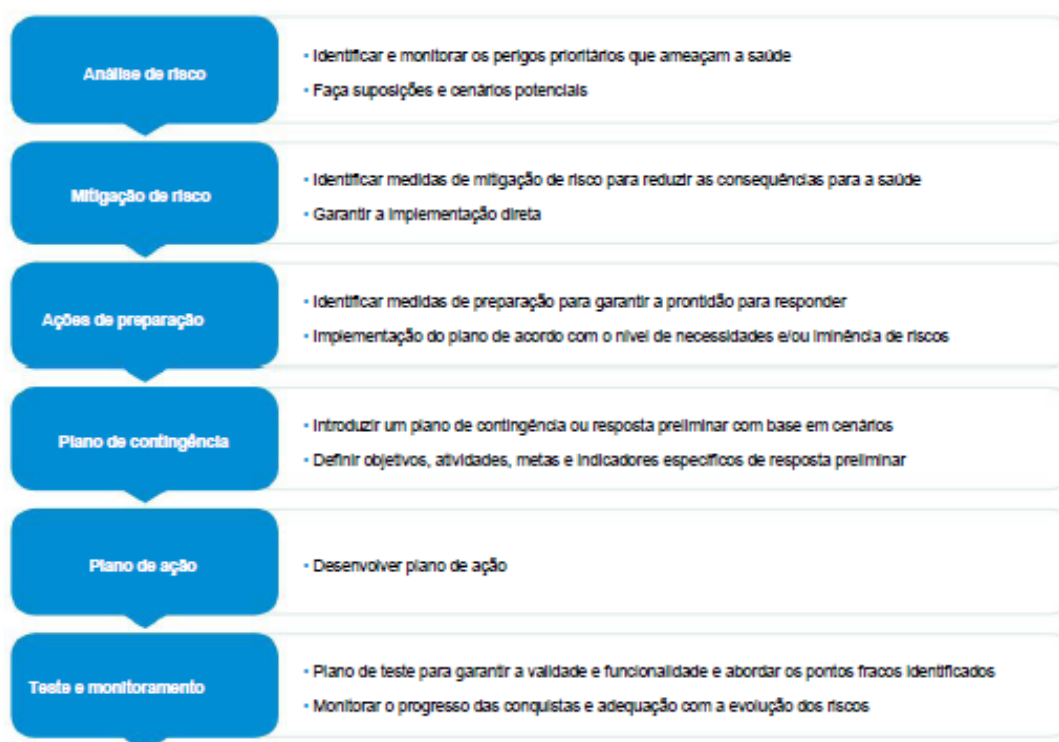 Análise de risco
• Identificar e monitorar os perigos prioritários que ameaçam a saúde
• Faça suposições e cenários potenciais
Mitigação de risco
• Identificar medidas de mitigação de risco para reduzir as consequências para a saúde
• Garantir a implementação direta
Ações de preparação
• Identificar medidas de preparação para garantir a prontidão para responder
• Implementação do plano de acordo com o nível de necessidades e/ou iminência de riscos
Plano de contingência
• Introduzir um plano de contingência ou resposta preliminar com base em cenários
• Definir objetivos, atividades, metas e indicadores específicos de resposta preliminar
Plano de ação
• Desenvolver plano de ação
Teste e monitoramento
• Plano de teste para garantir a validade e funcionalidade e abordar os pontos fracos identificados
• Monitorar o progresso das conquistas e adequação com a evolução dos riscos